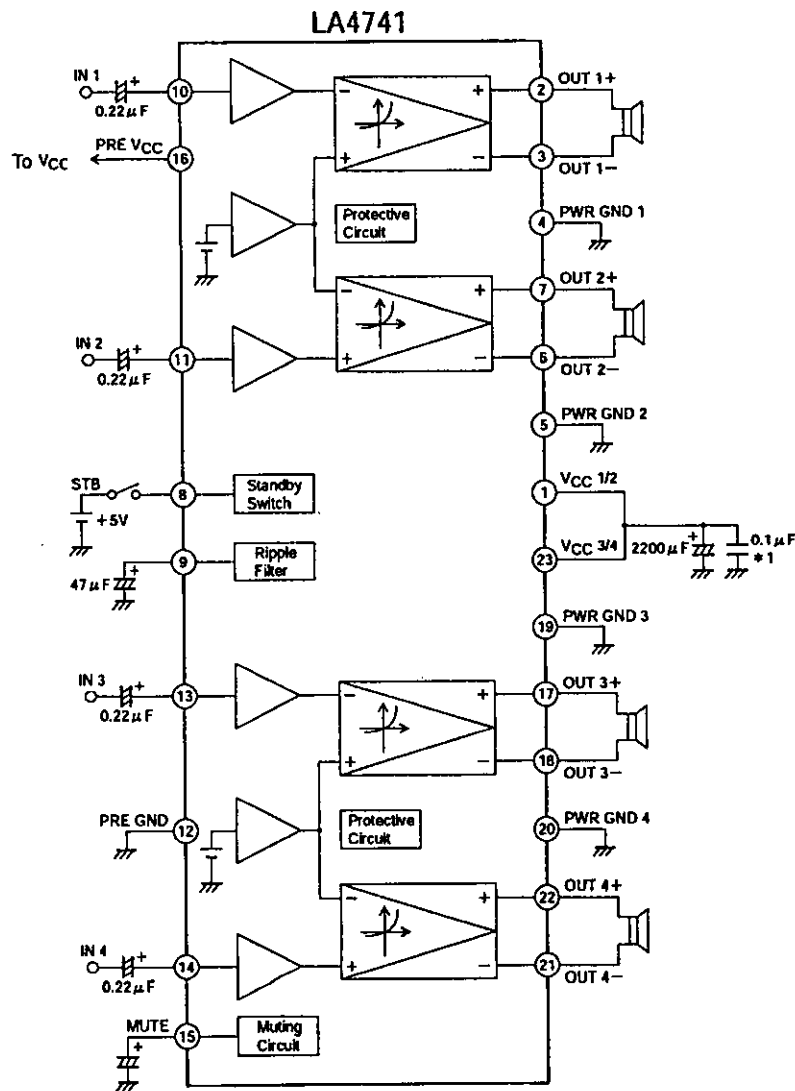 LA4741
IN 1
+
0.22μF
10
PRE VCC
16
To VCC
−
+
+
−
2
OUT 1+
3
OUT 1−
Protective
Circuit
4
PWR GND 1
−
+
+
−
7
OUT 2+
6
OUT 2−
IN 2
+
0.22μF
11
5
PWR GND 2
STB
+5V
8
Standby
Switch
1
VCC 1/2
9
Ripple
Filter
+
47μF
23
VCC 3/4
2200μF
+
0.1μF
*1
19
PWR GND 3
IN 3
+
0.22μF
13
−
+
+
−
17
OUT 3+
18
OUT 3−
PRE GND
12
Protective
Circuit
20
PWR GND 4
−
+
+
−
22
OUT 4+
21
OUT 4−
IN 4
+
0.22μF
14
MUTE
15
+
Muting
Circuit